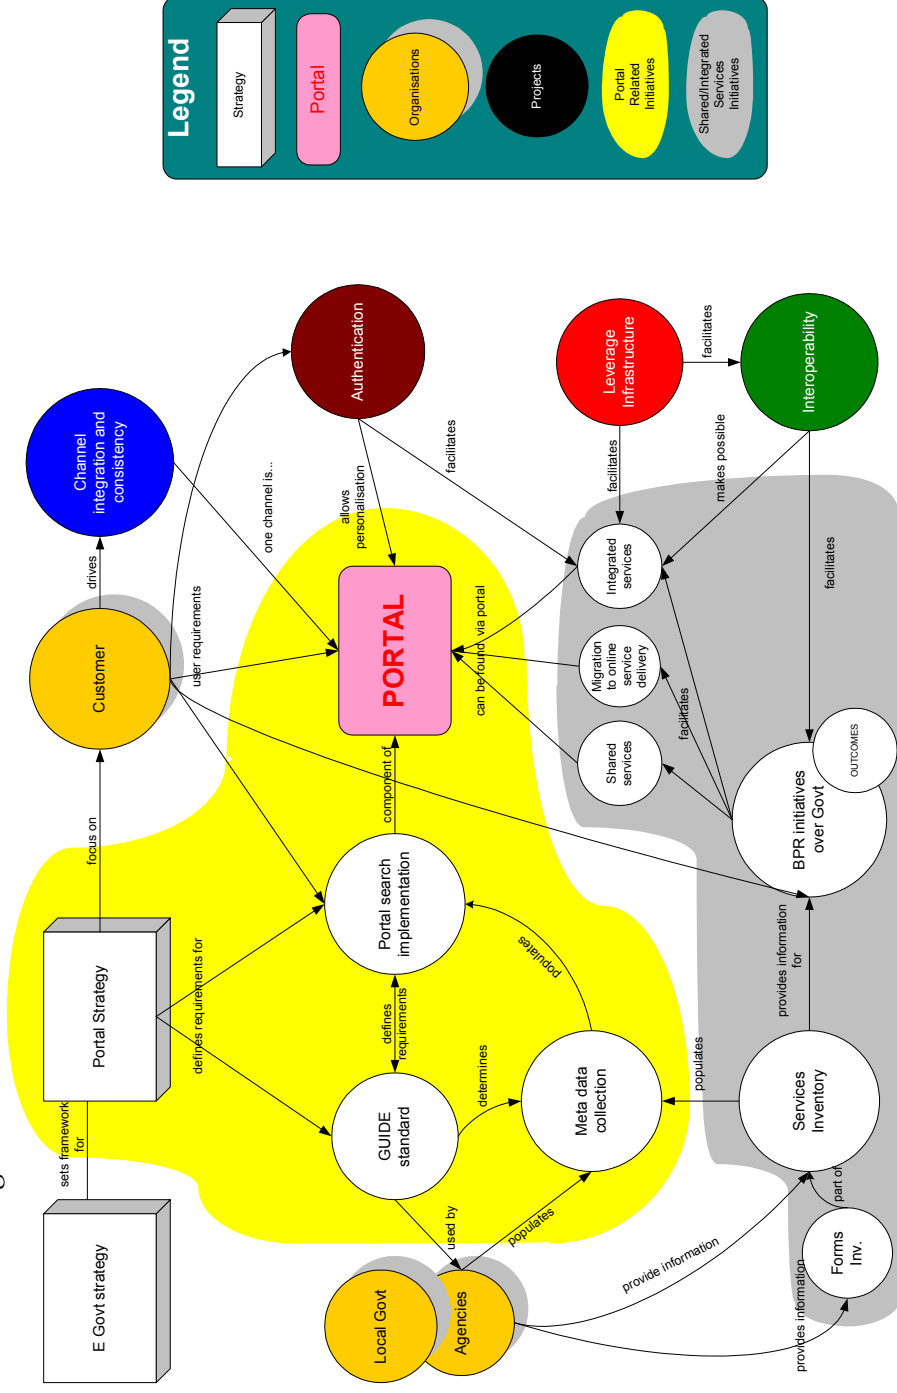 E Govt strategy
sets framework
for
Portal Strategy
focus on
Customer
drives
Channel
integration and
consistency
Legend
Strategy
Portal
Organisations
Projects
Portal
Related
Initiatives
Shared/Integrated
Services
Initiatives
defines requirements for
user requirements
one channel is...
Authentication
allows
personalisation
facilitates
Local Govt
Agencies
used by
GUIDE
standard
defines
requirements
Portal search
implementation
component of
PORTAL
can be found via portal
determines
populates
populates
Meta data
collection
Shared
services
Migration
to online
service
delivery
Integrated
services
facilitates
Leverage
Infrastructure
facilitates
makes possible
Interoperability
facilitates
facilitates
provide information
provides information
populates
Forms
Inv.
part of
Services
Inventory
provides information
for
BPR initiatives
over Govt
OUTCOMES